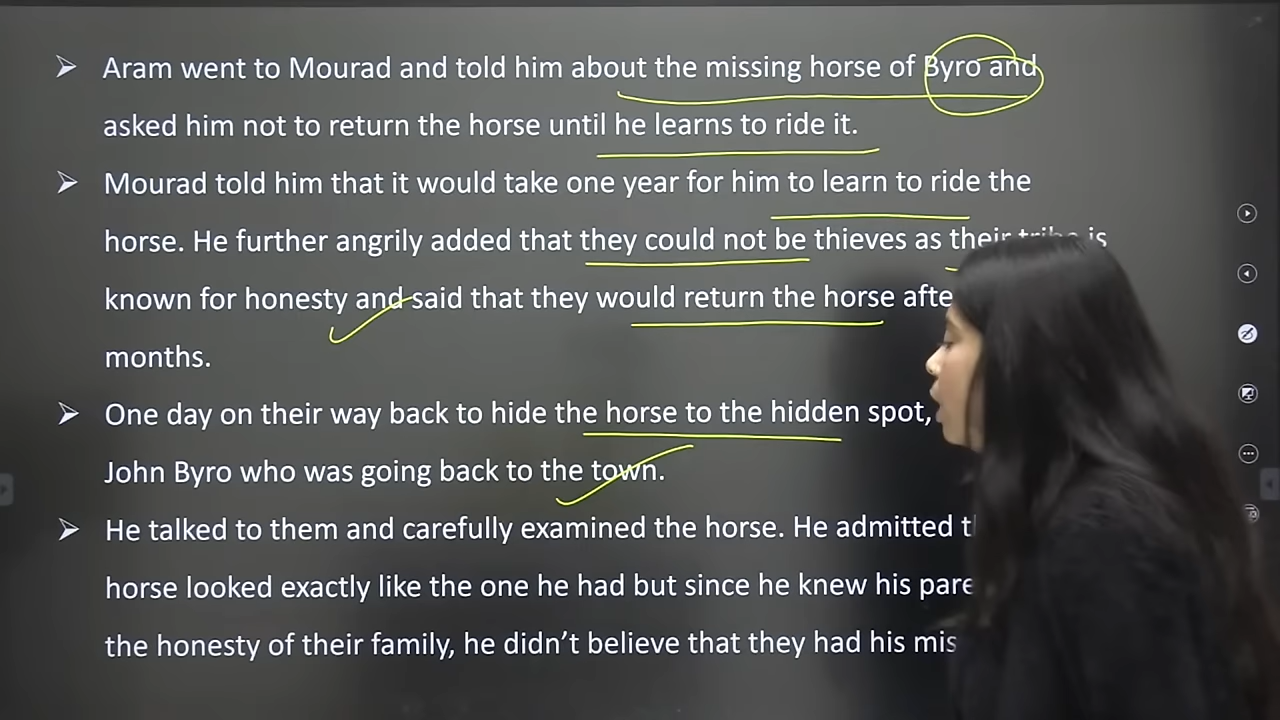 ➢ Aram went to Mourad and told him about the missing horse of Byro and
asked him not to return the horse until he learns to ride it.
➢ Mourad told him that it would take one year for him to learn to ride the
horse. He further angrily added that they could not be thieves as their tribe is
known for honesty and said that they would return the horse
months.
➢ One day on their way back to hide the horse to the hidden spot,
John Byro who was going back to the town.
➢ He talked to them and carefully examined the horse. He admitted
horse looked exactly like the one he had but since he knew his
the honesty of their family, he didn't believe that they had his